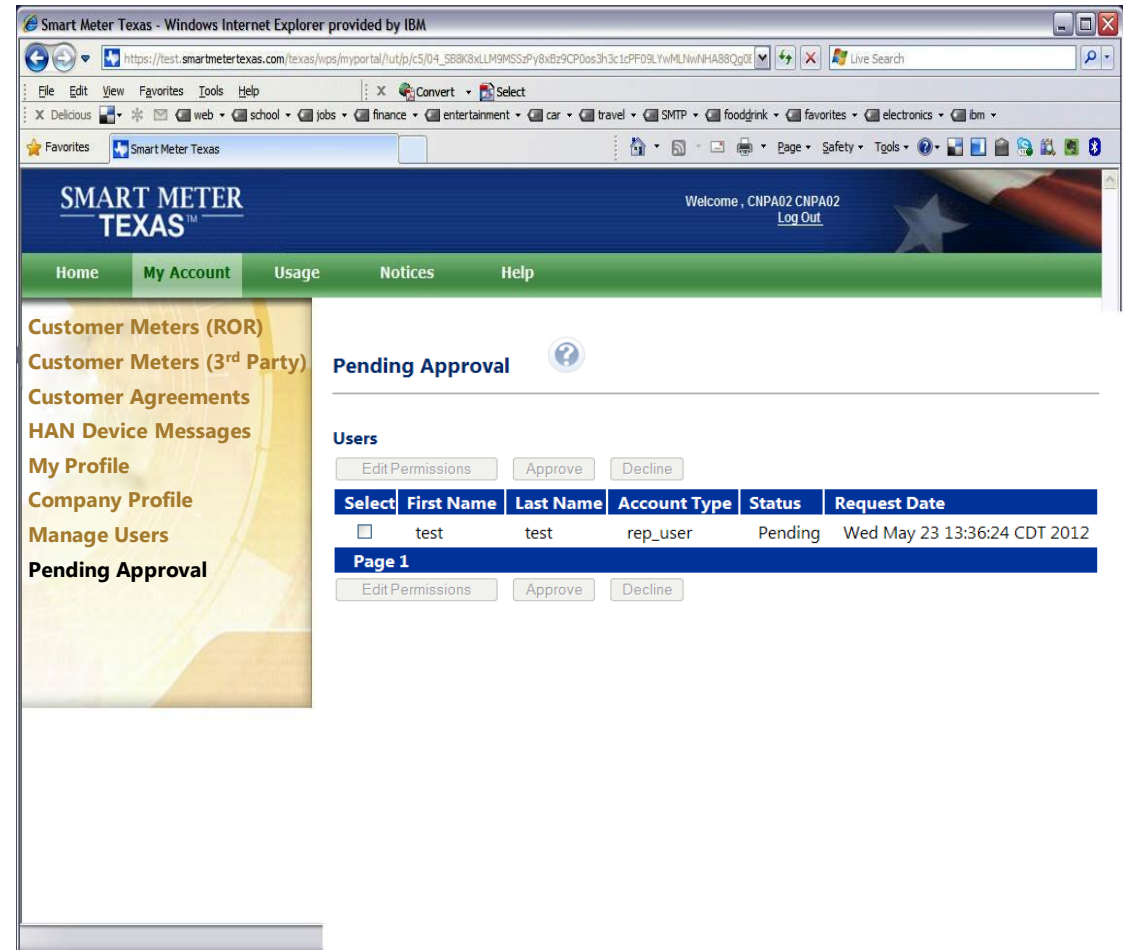 Smart Meter Texas - Windows Internet Explorer provided by IBM
https://test.smartmetertexas.com/texas/wps/myportal/!ut/p/c5/04_SB8K8xLLM9MSSzPy8xBz9CP0os3h3c1cPF09LYwMLNwNHA88Qg0E
Live Search
File Edit View Favorites Tools Help
X Convert Select
X Delicious web school jobs finance entertainment car travel SMTP fooddrink favorites electronics ibm
Favorites Smart Meter Texas Page Safety Tools
SMART METER
TEXAS™
Welcome , CNPA02 CNPA02
Log Out
Home My Account Usage Notices Help
Customer Meters (ROR)
Customer Meters (3rd Party)
Customer Agreements
HAN Device Messages
My Profile
Company Profile
Manage Users
Pending Approval
Pending Approval ?
Users
Edit Permissions Approve Decline
Select First Name Last Name Account Type Status Request Date
test test rep_user Pending Wed May 23 13:36:24 CDT 2012
Page 1
Edit Permissions Approve Decline